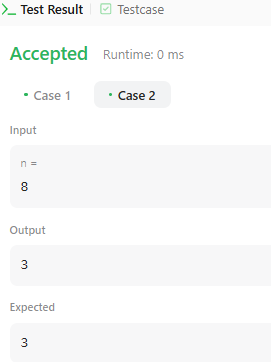 >_ Test Result | Testcase
Accepted Runtime: 0 ms
• Case 1 • Case 2
Input
n =
8
Output
3
Expected
3